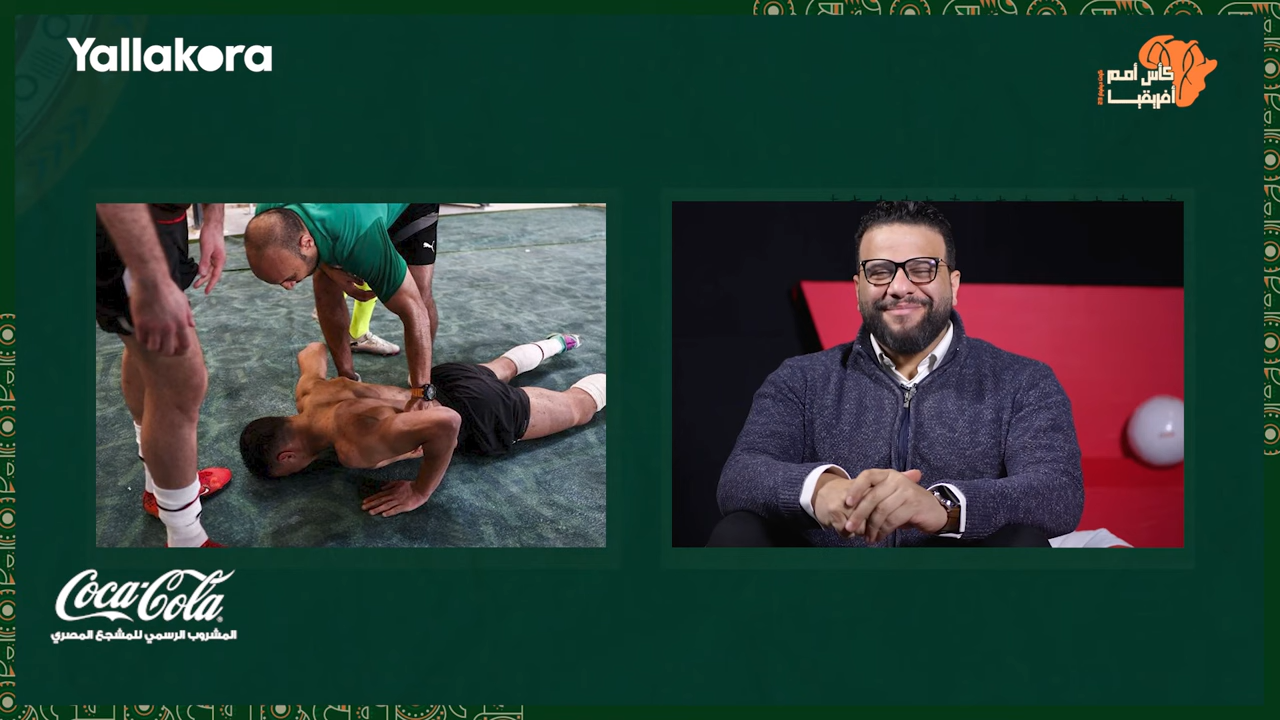 Yallakora
كأس أمم
أفريقيا
Coca-Cola
المشروب الرسمي للمشجع المصري